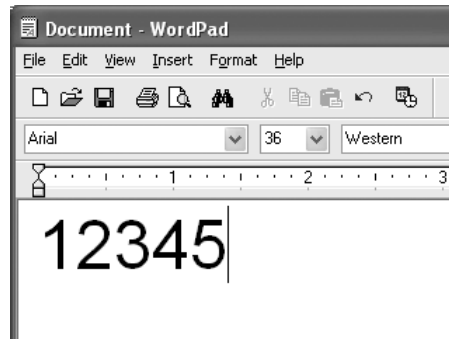 Document - WordPad
File Edit View Insert Format Help
Arial 36 Western
1 2 3
12345